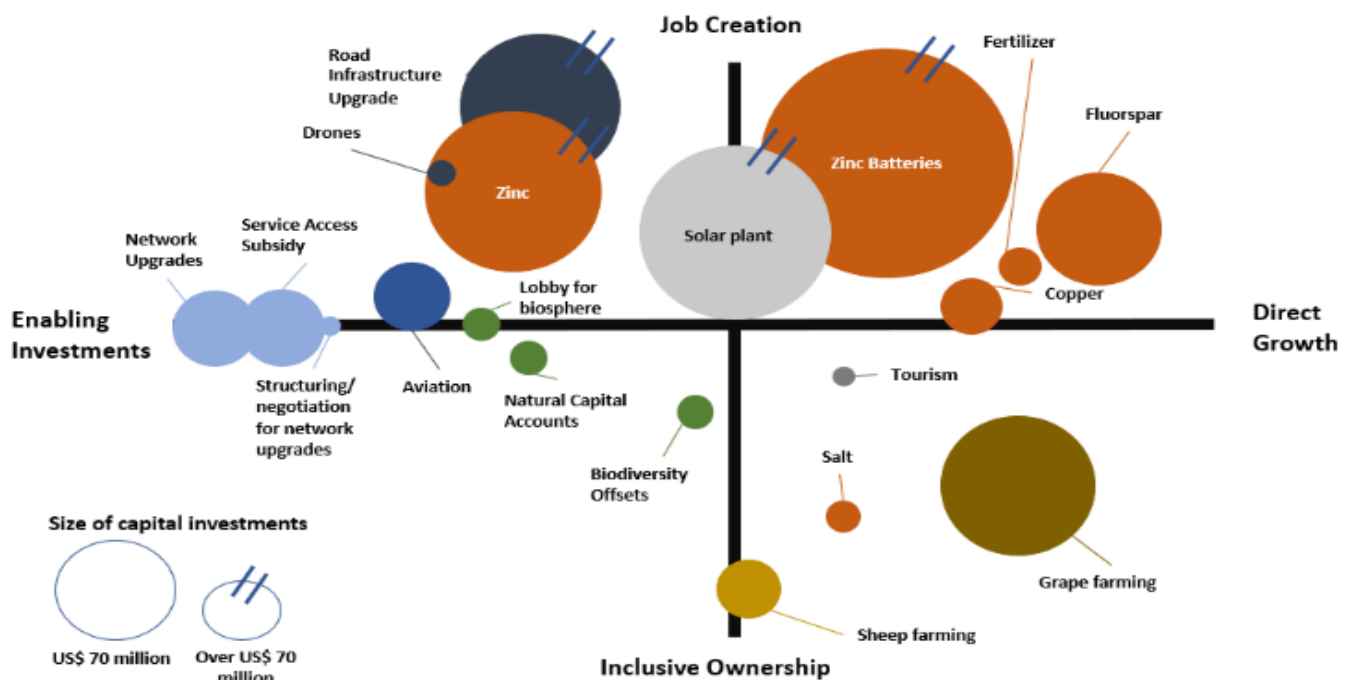 Job Creation
Fertilizer
Road
Infrastructure
Upgrade
Fluorspar
Drones
Zinc Batteries
Zinc
Service Access
Subsidy
Solar plant
Network
Upgrades
Lobby for
biosphere
Copper
Enabling
Investments
Direct
Growth
Structuring/
negotiation
for network
upgrades
Aviation
Tourism
Natural Capital
Accounts
Salt
Biodiversity
Offsets
Size of capital investments
Grape farming
Sheep farming
US$ 70 million
Over US$ 70
million
Inclusive Ownership